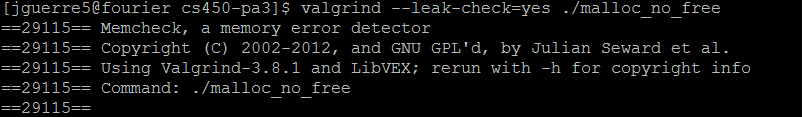 [jguerre5@fourier cs450-pa3]$ valgrind --leak-check=yes ./malloc_no_free
==29115== Memcheck, a memory error detector
==29115== Copyright (C) 2002-2012, and GNU GPL'd, by Julian Seward et al.
==29115== Using Valgrind-3.8.1 and LibVEX; rerun with -h for copyright info
==29115== Command: ./malloc_no_free
==29115==